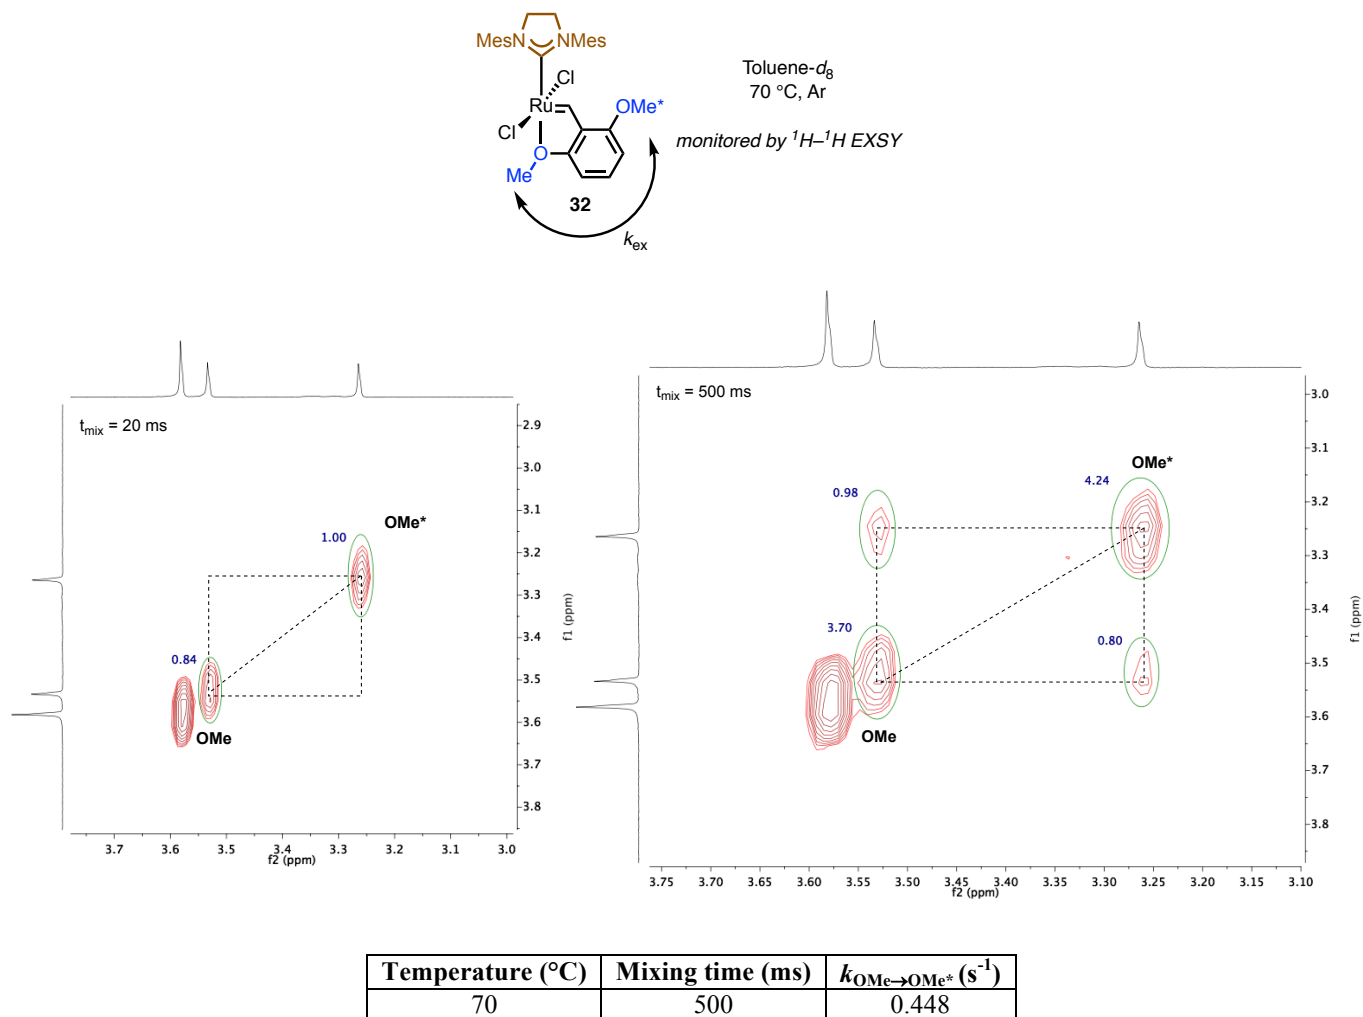 MesN NMes
Cl
Ru
Cl
OMe*
O
Me
32
kex
Toluene-d8
70 °C, Ar
monitored by 1H–1H EXSY
tmix = 20 ms
OMe*
1.00
0.84
OMe
2.9
3.0
3.1
3.2
3.3
3.4
3.5
3.6
3.7
3.8
f1 (ppm)
3.7 3.6 3.5 3.4 3.3 3.2 3.1 3.0
f2 (ppm)
tmix = 500 ms
OMe*
0.98
4.24
3.70
0.80
OMe
3.0
3.1
3.2
3.3
3.4
3.5
3.6
3.7
3.8
f1 (ppm)
3.75 3.70 3.65 3.60 3.55 3.50 3.45 3.40 3.35 3.30 3.25 3.20 3.15 3.10
f2 (ppm)
Temperature (°C) Mixing time (ms) kOMe→OMe* (s-1)
70 500 0.448